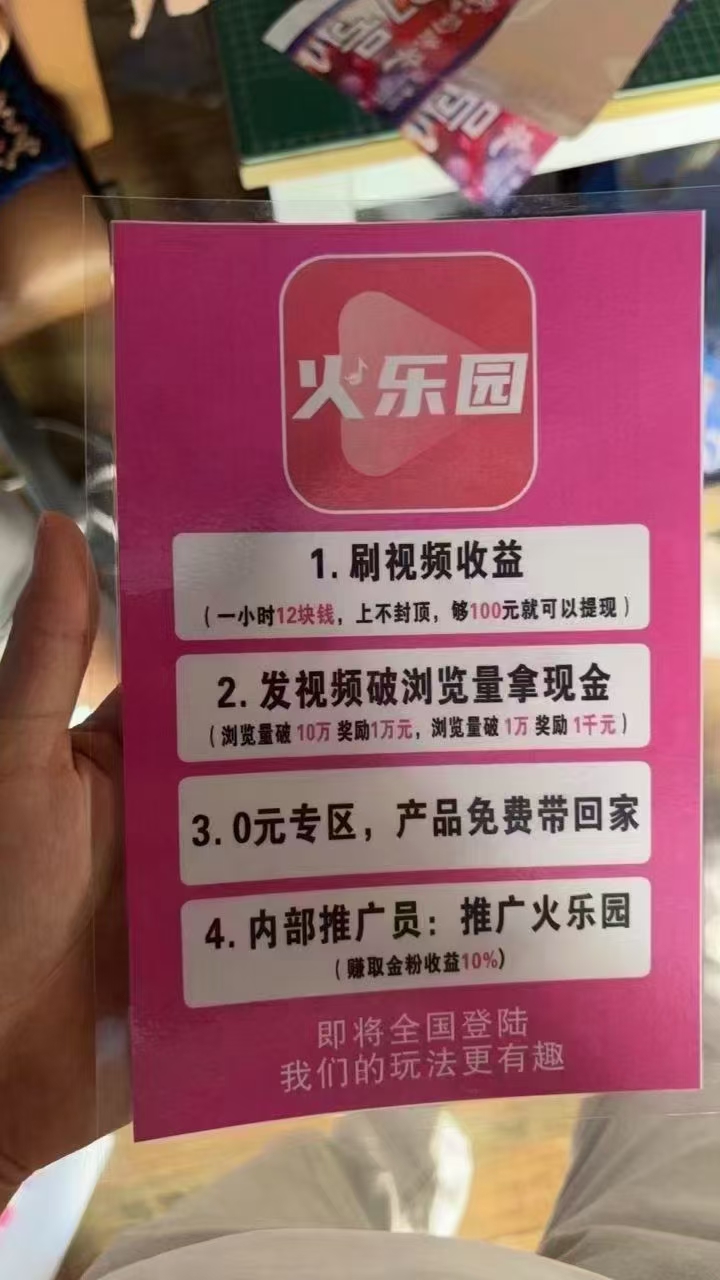 火乐园
1.刷视频收益
(一小时12块钱，上不封顶，够100元就可以提现)
2.发视频破浏览量拿现金
(浏览量破10万奖励1万元，浏览量破1万奖励1千元)
3.0元专区，产品免费带回家
4.内部推广员：推广火乐园
(赚取金粉收益10%)
即将全国登陆
我们的玩法更有趣